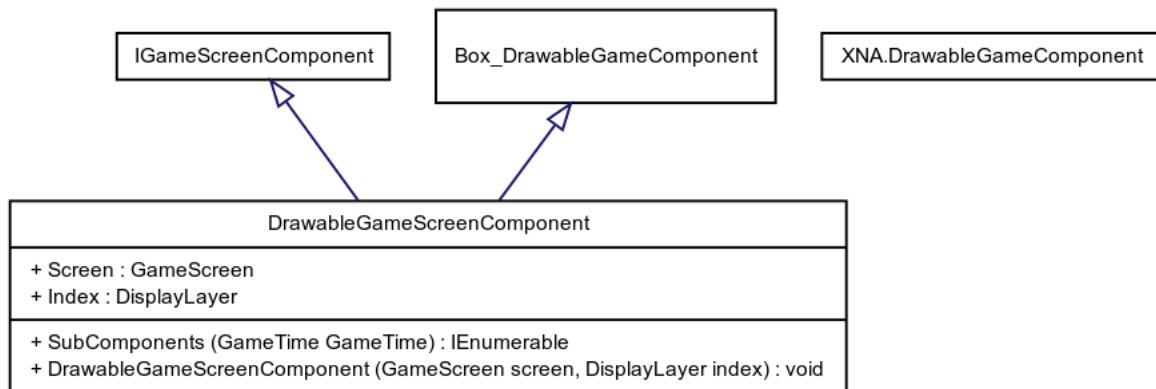 IGameScreenComponent
Box_DrawableGameComponent
XNA.DrawableGameComponent
DrawableGameScreenComponent
+ Screen : GameScreen
+ Index : DisplayLayer
+ SubComponents (GameTime GameTime) : IEnumerable
+ DrawableGameScreenComponent (GameScreen screen, DisplayLayer index) : void